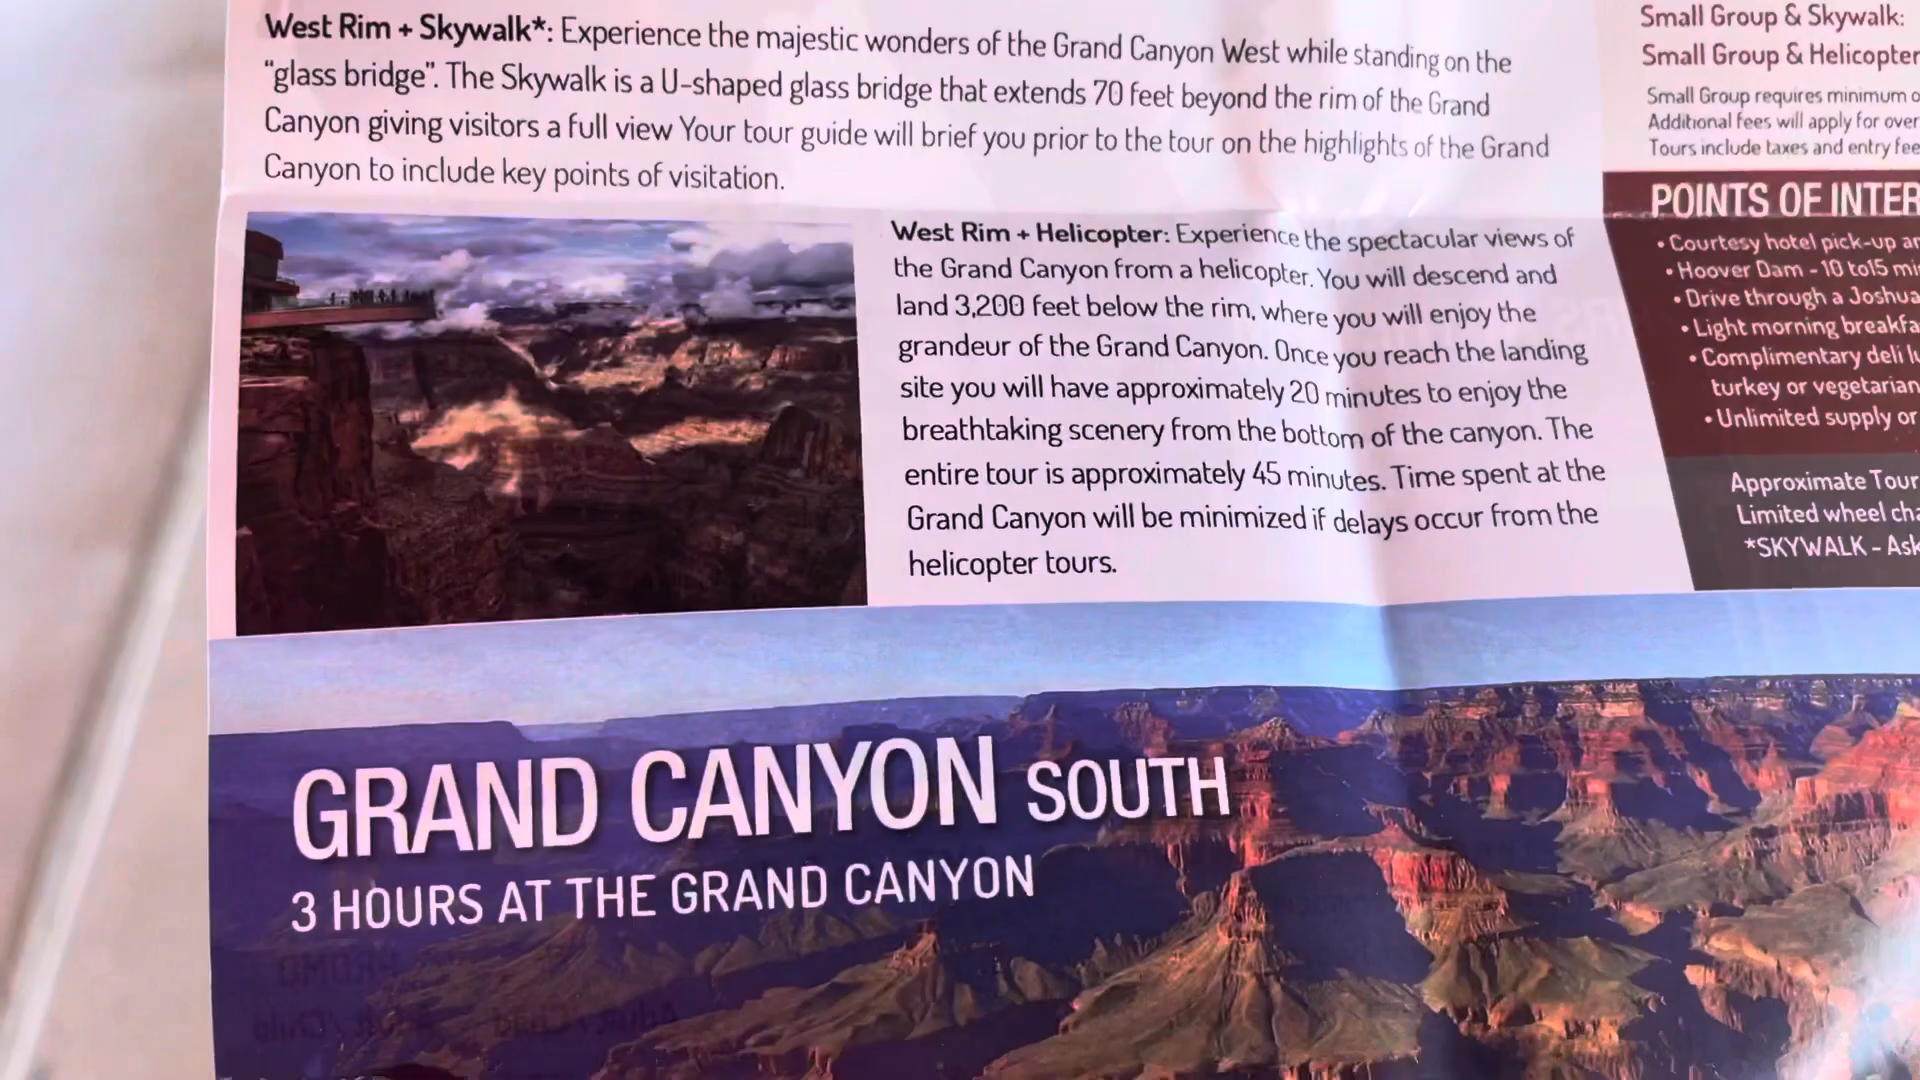 West Rim + Skywalk*: Experience the majestic wonders of the Grand Canyon West while standing on the
"glass bridge". The Skywalk is a U-shaped glass bridge that extends 70 feet beyond the rim of the Grand
Canyon giving visitors a full view Your tour guide will brief you prior to the tour on the highlights of the Grand
Canyon to include key points of visitation.
West Rim + Helicopter: Experience the spectacular views of
the Grand Canyon from a helicopter. You will descend and
land 3,200 feet below the rim, where you will enjoy the
grandeur of the Grand Canyon. Once you reach the landing
site you will have approximately 20 minutes to enjoy the
breathtaking scenery from the bottom of the canyon. The
entire tour is approximately 45 minutes. Time spent at the
Grand Canyon will be minimized if delays occur from the
helicopter tours.
Small Group & Skywalk:
Small Group & Helicopter
Small Group requires minimum
Additional fees will apply for over
Tours include taxes and entry
POINTS OF
• Courtesy hotel pick-up
• Hoover Dam - 10 to15
• Drive through a Joshua
• Light morning
• Complimentary deli
turkey or vegetarian
• Unlimited supply or
Approximate Tour
Limited wheel
*SKYWALK -
GRAND CANYON SOUTH
3 HOURS AT THE GRAND CANYON